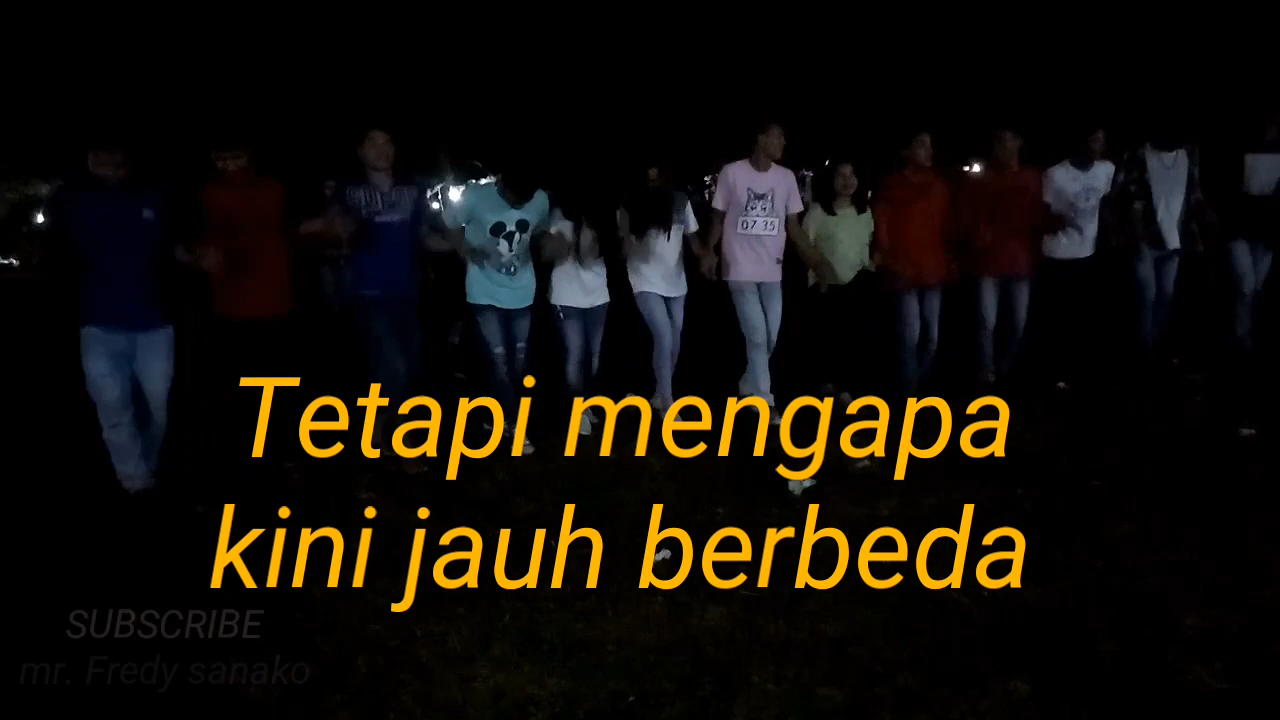 07 35
Tetapi mengapa
kini jauh berbeda
SUBSCRIBE
mr. Fredy sanako